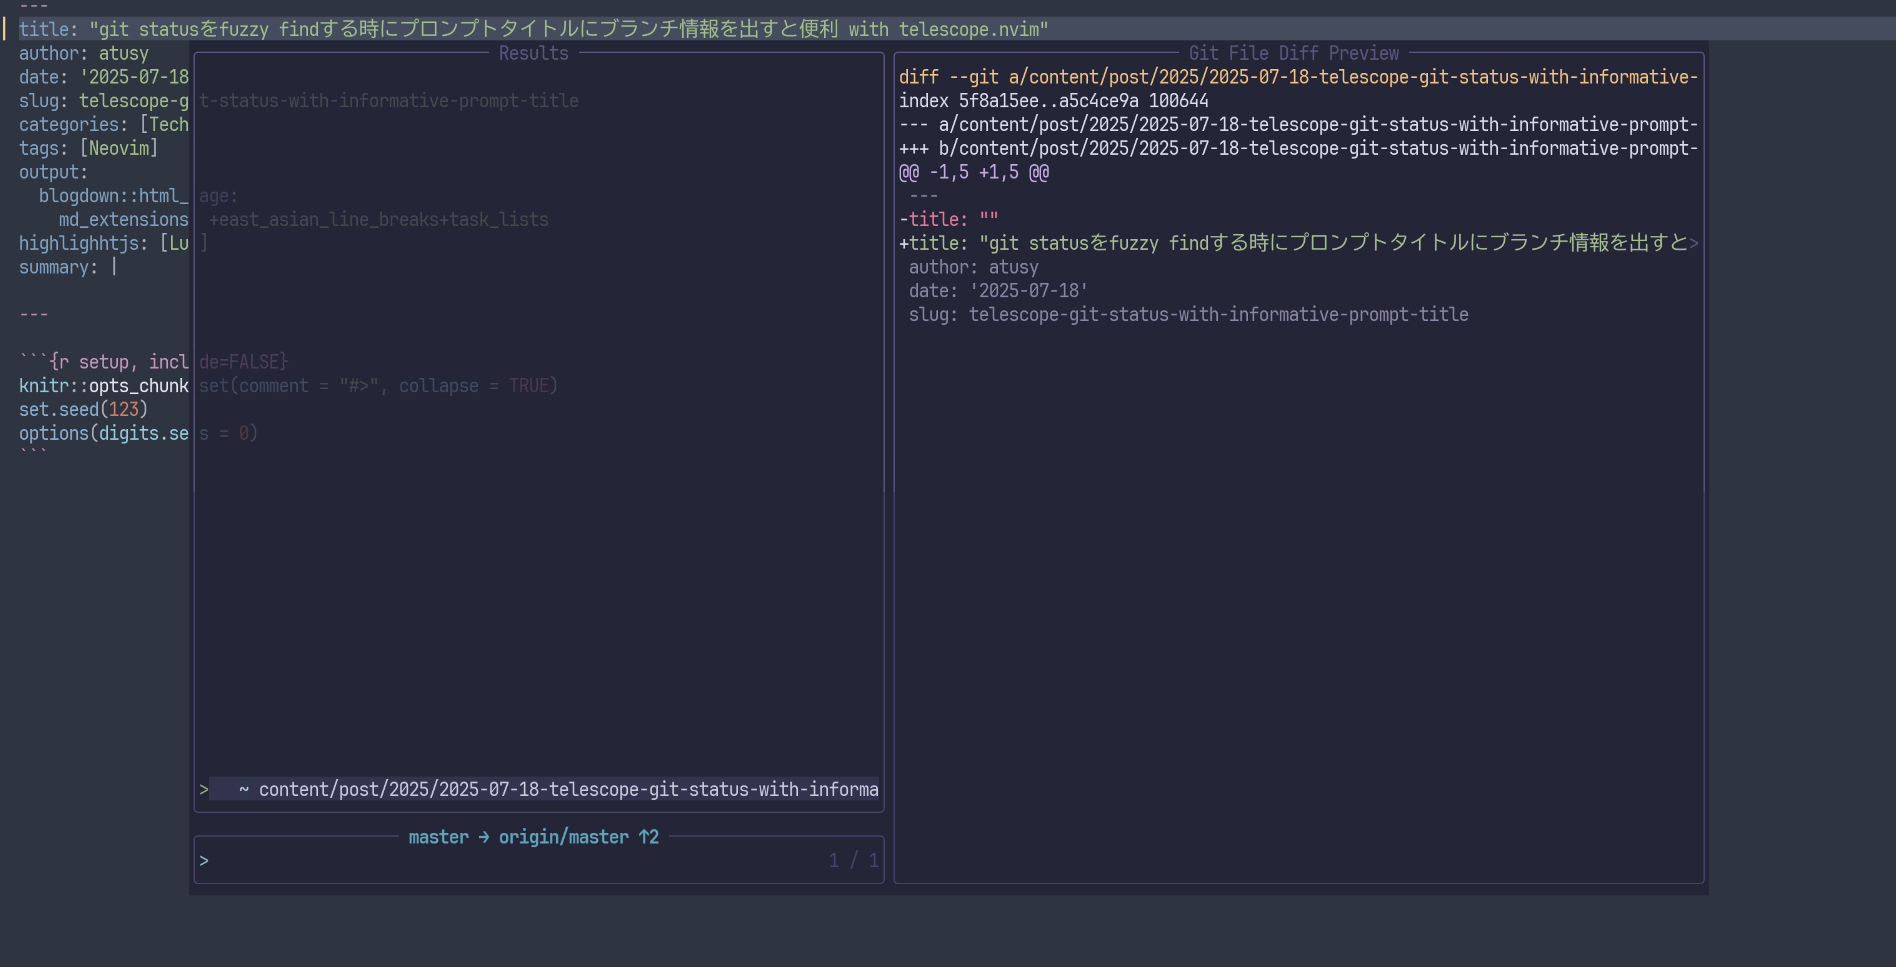 ---
title: "git statusをfuzzy findする時にプロンプトタイトルにブランチ情報を出すと便利 with telescope.nvim"
author: atusy
date: '2025-07-18
slug: telescope-g t-status-with-informative-prompt-title
categories: [Tech
tags: [Neovim]
output:
blogdown::html_ age:
md_extensions +east_asian_line_breaks+task_lists
highlighhtjs: [Lu ]
summary: |
---
```{r setup, incl de=FALSE}
knitr::opts_chunk set(comment = "#>", collapse = TRUE)
set.seed(123)
options(digits.se s = 0)
```
Results
> ~ content/post/2025/2025-07-18-telescope-git-status-with-informa
master → origin/master ↑2
> 1 / 1
Git File Diff Preview
diff --git a/content/post/2025/2025-07-18-telescope-git-status-with-informative-
index 5f8a15ee..a5c4ce9a 100644
--- a/content/post/2025/2025-07-18-telescope-git-status-with-informative-prompt-
+++ b/content/post/2025/2025-07-18-telescope-git-status-with-informative-prompt-
@@ -1,5 +1,5 @@
---
-title: ""
+title: "git statusをfuzzy findする時にプロンプトタイトルにブランチ情報を出すと>
author: atusy
date: '2025-07-18'
slug: telescope-git-status-with-informative-prompt-title